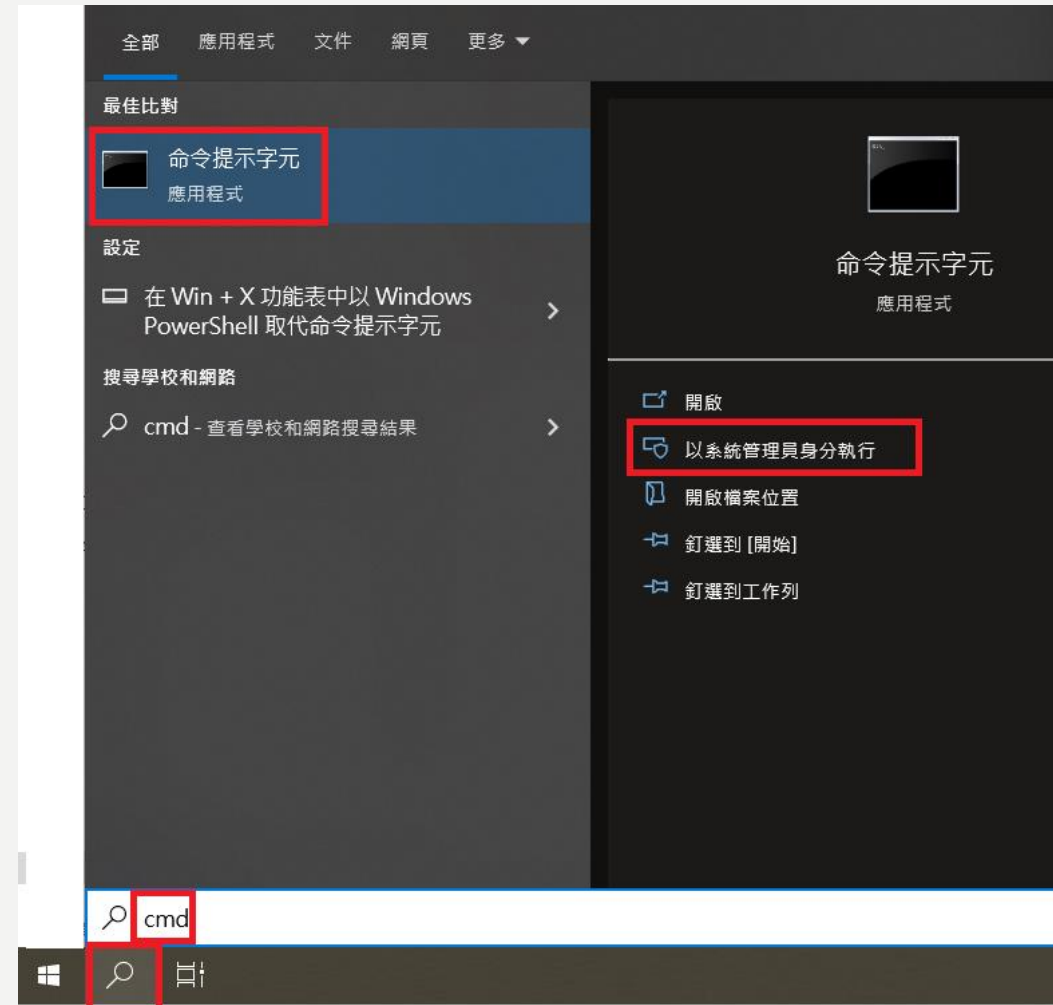 全部 應用程式 文件 網頁 更多
最佳比對
命令提示字元
應用程式
設定
在 Win + X 功能表中以 Windows
PowerShell 取代命令提示字元
搜尋學校和網路
cmd - 查看學校和網路搜尋結果
命令提示字元
應用程式
開啟
以系統管理員身分執行
開啟檔案位置
釘選到 [開始]
釘選到工作列
cmd